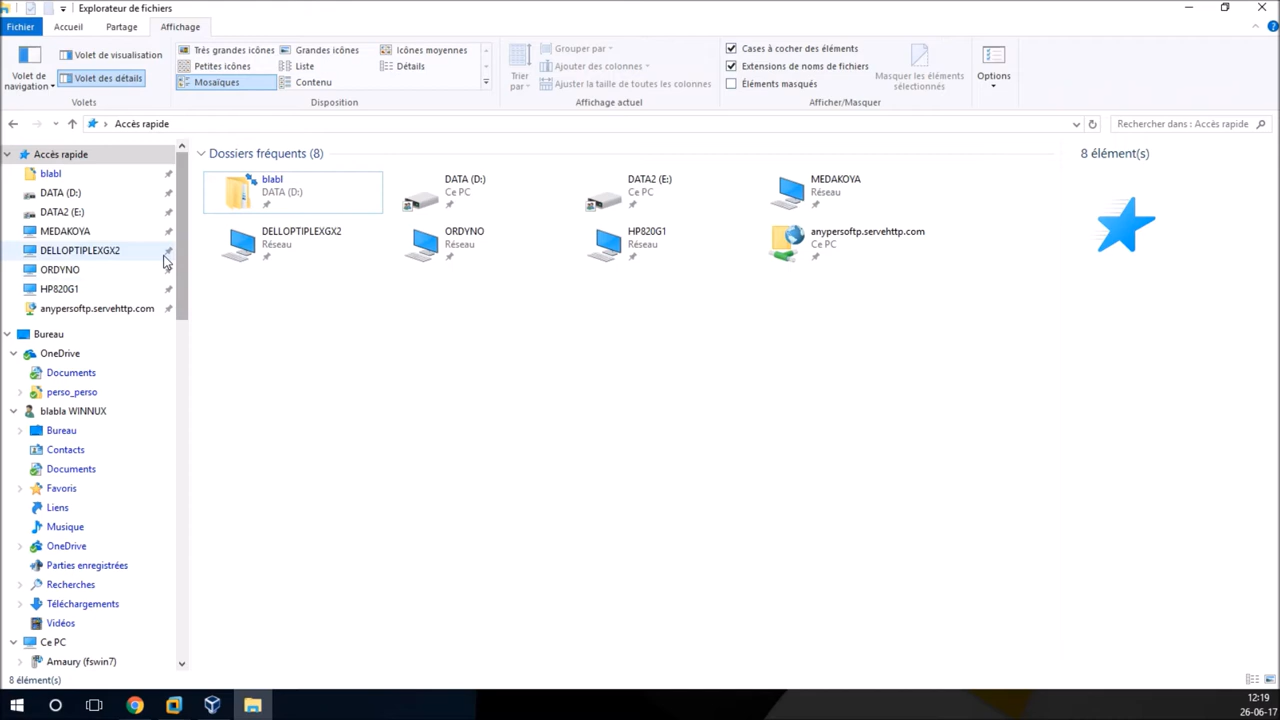 Explorateur de fichiers
Fichier Accueil Partage Affichage
Volet de navigation
Volet de visualisation
Volet des détails
Volets
Très grandes icônes Grandes icônes Icônes moyennes
Petites icônes Liste Détails
Mosaïques Contenu
Disposition
Trier par
Grouper par
Ajouter des colonnes
Ajuster la taille de toutes les colonnes
Affichage actuel
Cases à cocher des éléments
Extensions de noms de fichiers
Éléments masqués
Masquer les éléments sélectionnés
Afficher/Masquer
Options
Accès rapide
Rechercher dans : Accès rapide
Accès rapide
blabl
DATA (D:)
DATA2 (E:)
MEDAKOYA
DELLOPTIPLEXGX2
ORDYNO
HP820G1
anypersoftp.servehttp.com
Bureau
OneDrive
Documents
perso_perso
blabla WINNUX
Bureau
Contacts
Documents
Favoris
Liens
Musique
OneDrive
Parties enregistrées
Recherches
Téléchargements
Vidéos
Ce PC
Amaury (fswin7)
Dossiers fréquents (8)
blabl
DATA (D:)
DATA (D:)
Ce PC
DATA2 (E:)
Ce PC
MEDAKOYA
Réseau
DELLOPTIPLEXGX2
Réseau
ORDYNO
Réseau
HP820G1
Réseau
anypersoftp.servehttp.com
Ce PC
8 élément(s)
8 élément(s)
12:19
26-06-17